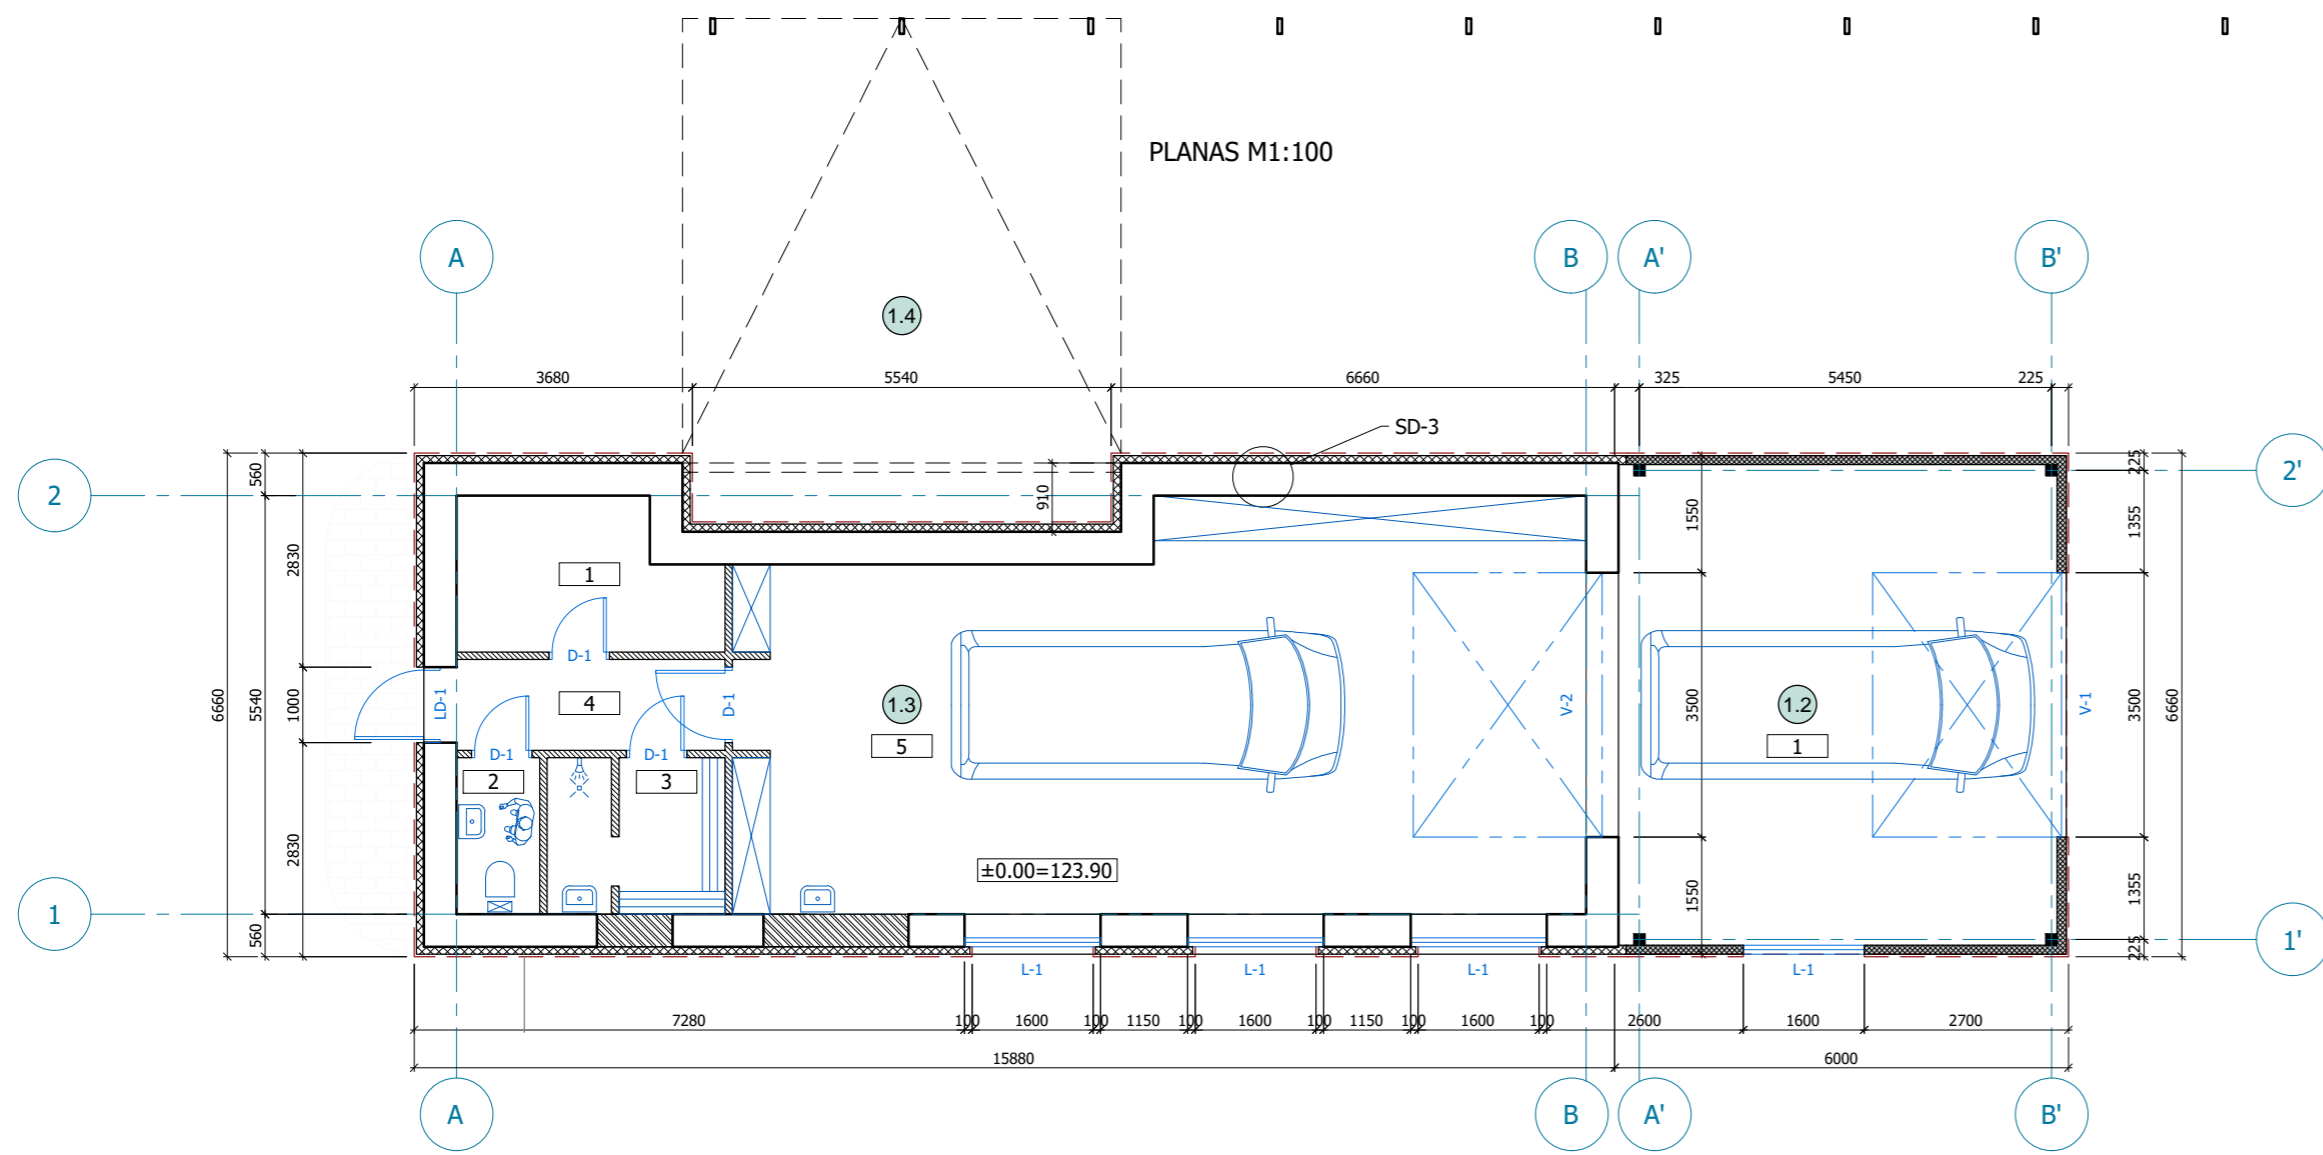 PLANAS M1:100
A
B
A'
B'
1.4
3680
5540
6660
325
5450
225
SD-3
2
2'
560
910
225
1550
1355
2830
1
D-1
LD-1
4
D-1
1.3
5
V-2
1.2
1
V-1
6660
5540
1000
3500
3500
6660
D-1
D-1
2
3
2830
±0.00=123.90
1550
1355
1
1'
560
225
L-1
L-1
L-1
L-1
7280
100
1600
100
1150
100
1600
100
1150
100
1600
100
2600
1600
2700
15880
6000
A
B
A'
B'